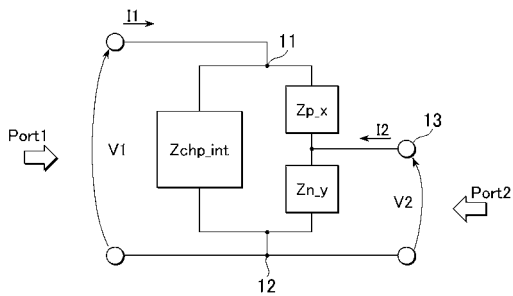 I1
11
Zp_x
I2
13
Port1
V1
Zchp_int
Zn_y
V2
Port2
12